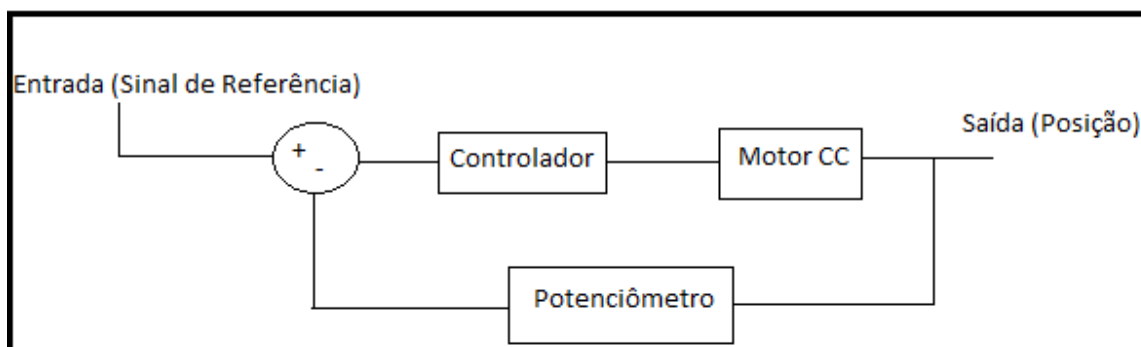 Entrada (Sinal de Referência)
Saída (Posição)
+
-
Controlador
Motor CC
Potenciômetro